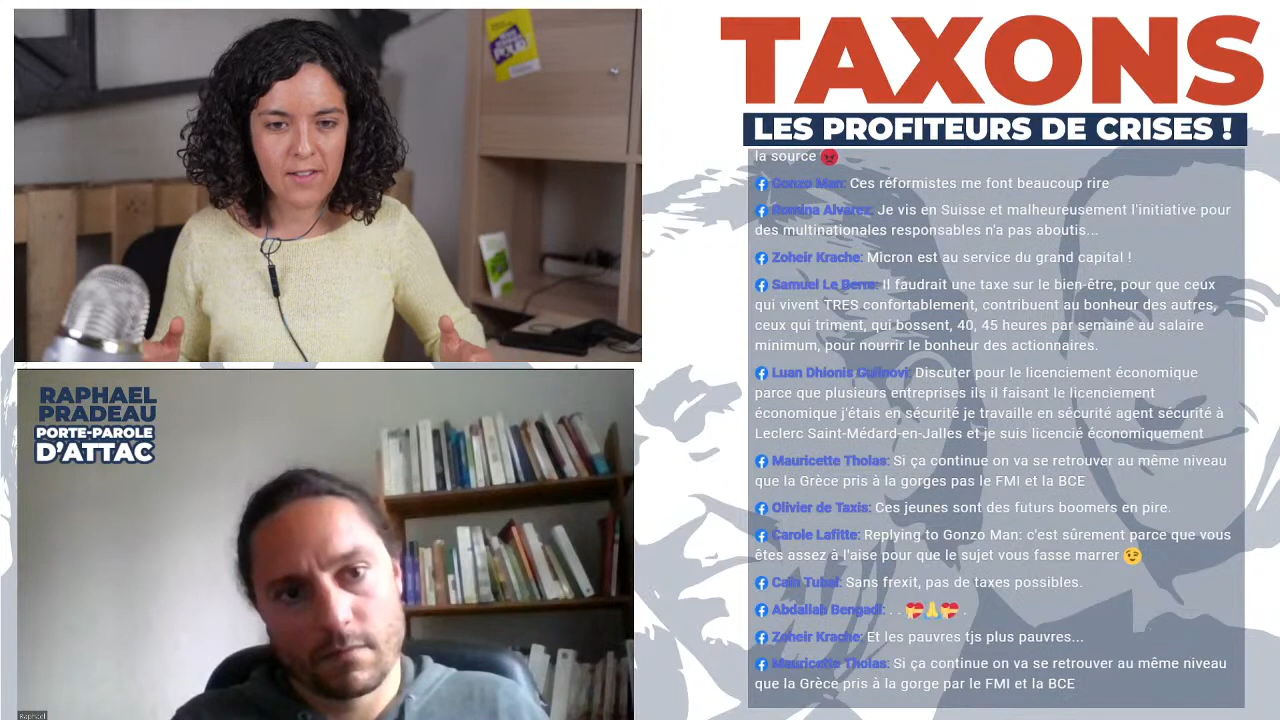 TAXONS
LES PROFITEURS DE CRISES !
la source
Gonzo Man: Ces réformistes me font beaucoup rire
Romina Alvarez: Je vis en Suisse et malheureusement l'initiative pour
des multinationales responsables n'a pas aboutis...
Zoheir Krache: Micron est au service du grand capital !
Samuel Le Berre: Il faudrait une taxe sur le bien-être, pour que ceux
qui vivent TRES confortablement, contribuent au bonheur des autres,
ceux qui triment, qui bossent, 40, 45 heures par semaine au salaire
minimum, pour nourrir le bonheur des actionnaires.
Luan Dhionis Gulinovi: Discuter pour le licenciement économique
parce que plusieurs entreprises ils il faisant le licenciement
économique j'étais en sécurité je travaille en sécurité agent sécurité à
Leclerc Saint-Médard-en-Jalles et je suis licencié économiquement
Mauricette Tholas: Si ça continue on va se retrouver au même niveau
que la Grèce pris à la gorges pas le FMI et la BCE
Olivier de Taxis: Ces jeunes sont des futurs boomers en pire.
Carole Lafitte: Replying to Gonzo Man: c'est sûrement parce que vous
êtes assez à l'aise pour que le sujet vous fasse marrer 😉
Cain Tubal: Sans frexit, pas de taxes possibles.
Abdallah Bengadi: . . 💝🙏💝 .
Zoheir Krache: Et les pauvres tjs plus pauvres...
Mauricette Tholas: Si ça continue on va se retrouver au même niveau
que la Grèce pris à la gorge par le FMI et la BCE
RAPHAEL
PRADEAU
PORTE-PAROLE
D'ATTAC
Raphael